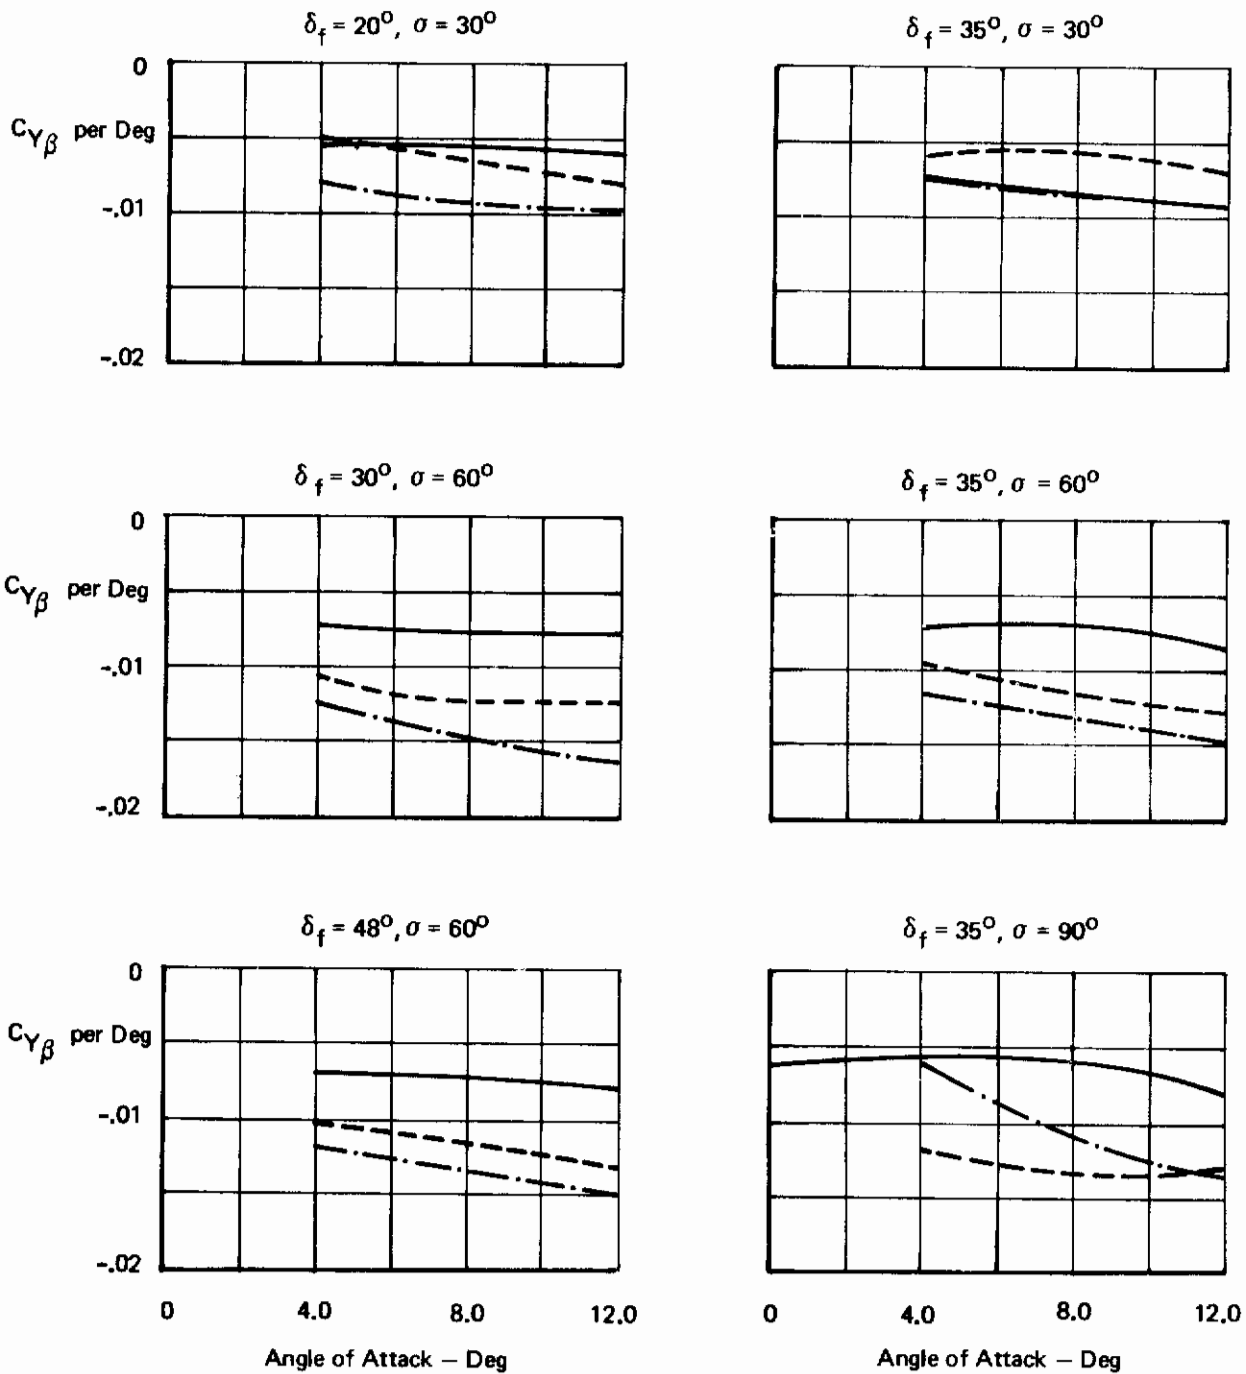 δf = 20°, σ = 30°
δf = 35°, σ = 30°
0
CYβ per Deg
-.01
-.02
δf = 30°, σ = 60°
δf = 35°, σ = 60°
0
CYβ per Deg
-.01
-.02
δf = 48°, σ = 60°
δf = 35°, σ = 90°
0
CYβ per Deg
-.01
-.02
0 4.0 8.0 12.0
0 4.0 8.0 12.0
Angle of Attack – Deg
Angle of Attack – Deg